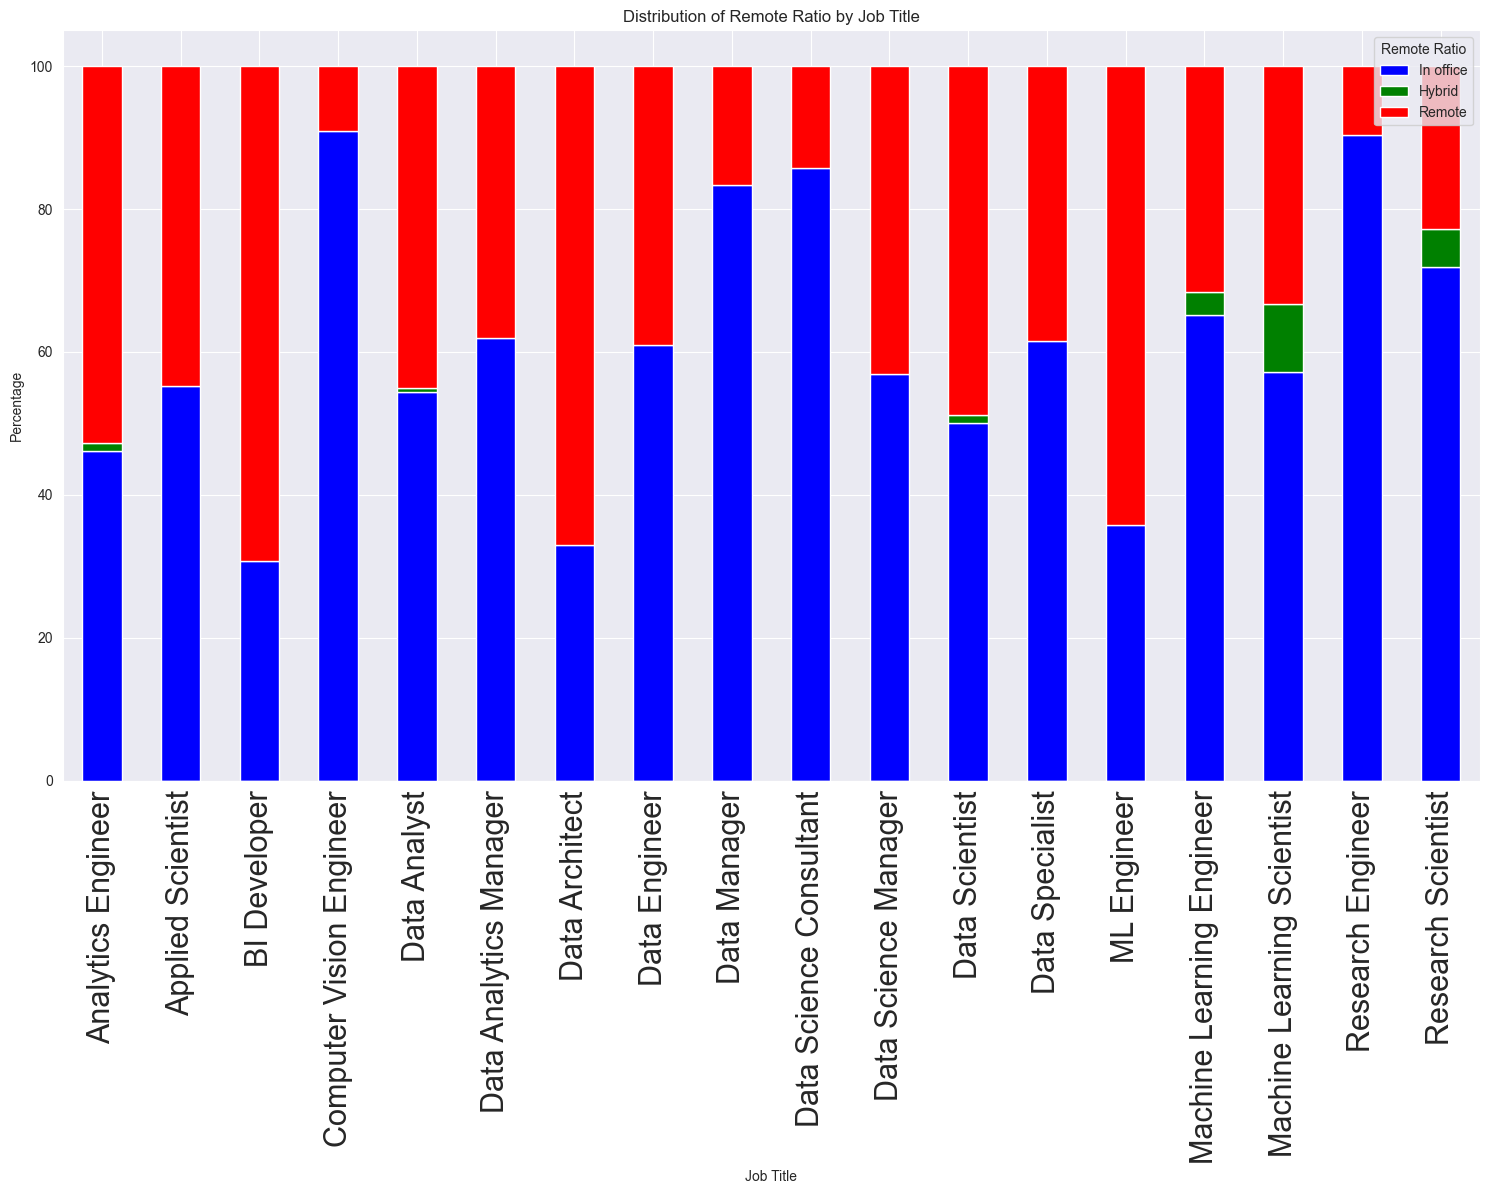 Distribution of Remote Ratio by Job Title
Remote Ratio
In office
Hybrid
Remote
Percentage
100
80
60
40
20
0
Analytics Engineer
Applied Scientist
BI Developer
Computer Vision Engineer
Data Analyst
Data Analytics Manager
Data Architect
Data Engineer
Data Manager
Data Science Consultant
Data Science Manager
Data Scientist
Data Specialist
ML Engineer
Machine Learning Engineer
Machine Learning Scientist
Research Engineer
Research Scientist
Job Title